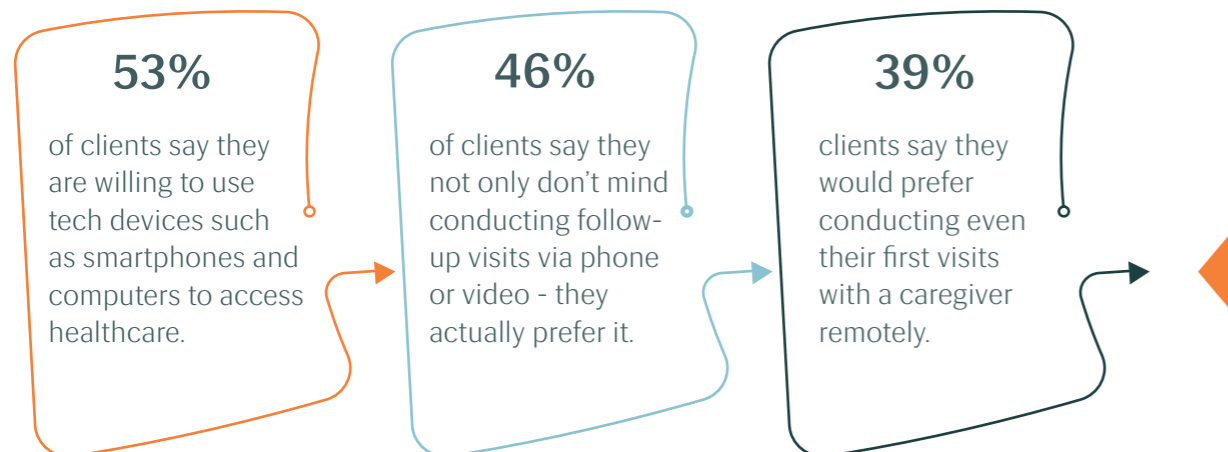 53%
of clients say they
are willing to use
tech devices such
as smartphones and
computers to access
healthcare.
46%
of clients say they
not only don’t mind
conducting follow-
up visits via phone
or video - they
actually prefer it.
39%
clients say they
would prefer
conducting even
their first visits
with a caregiver
remotely.